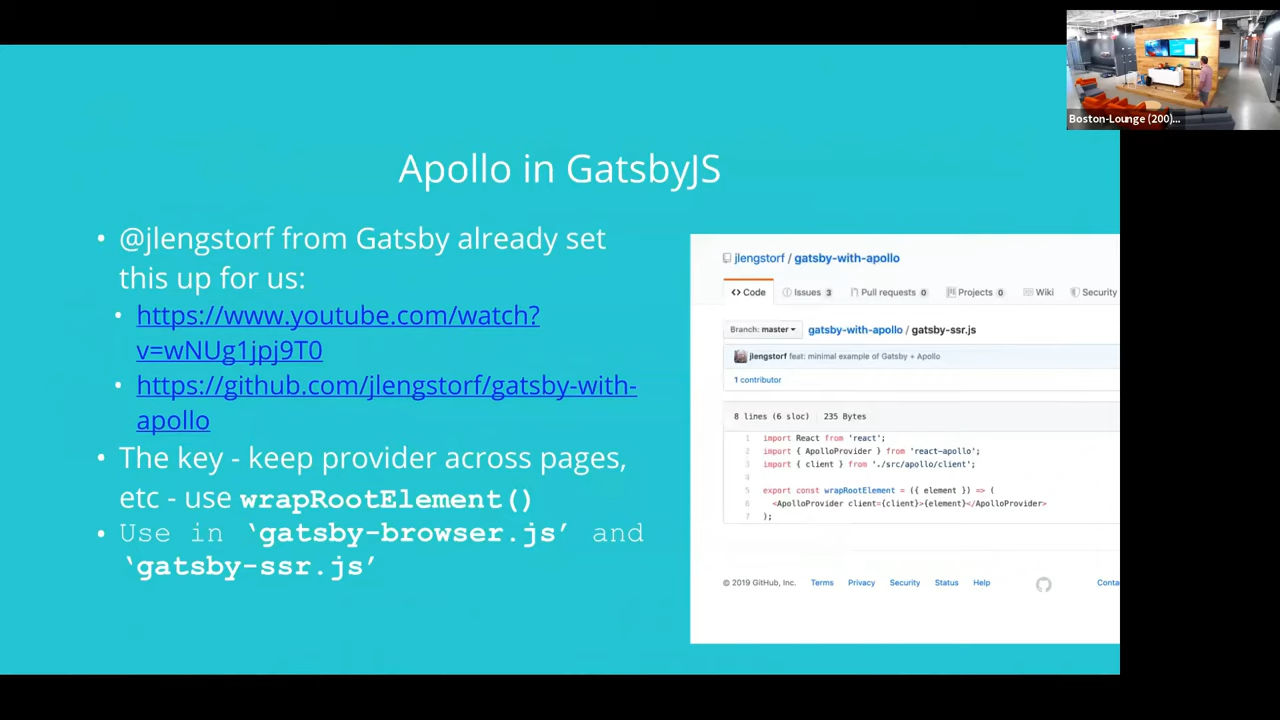 Boston-Lounge (200)...
Apollo in GatsbyJS
• @jlengstorf from Gatsby already set
this up for us:
• https://www.youtube.com/watch?
v=wNUg1jpj9T0
• https://github.com/jlengstorf/gatsby-with-
apollo
• The key - keep provider across pages,
etc - use wrapRootElement()
• Use in ‘gatsby-browser.js’ and
‘gatsby-ssr.js’
jlengstorf / gatsby-with-apollo
<> Code Issues 3 Pull requests 0 Projects 0 Wiki Security
Branch: master gatsby-with-apollo / gatsby-ssr.js
jlengstorf feat: minimal example of Gatsby + Apollo
1 contributor
8 lines (6 sloc) 235 Bytes
1 import React from 'react';
2 import { ApolloProvider } from 'react-apollo';
3 import { client } from './src/apollo/client';
4
5 export const wrapRootElement = ({ element }) => (
6 <ApolloProvider client={client}>{element}</ApolloProvider>
7 );
© 2019 GitHub, Inc. Terms Privacy Security Status Help Conta